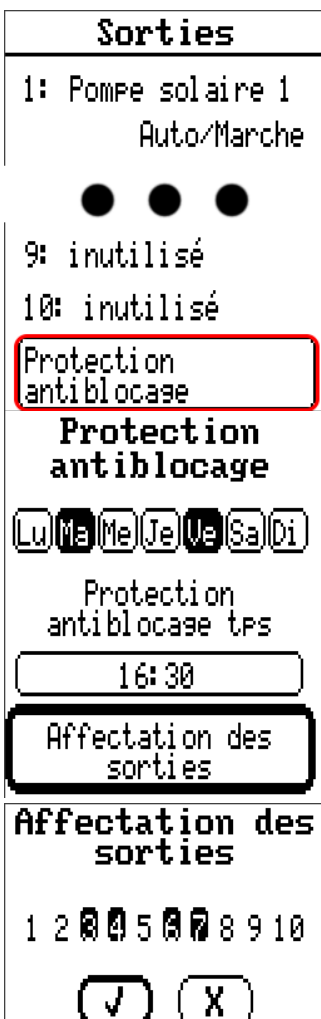 Sorties
1: Pompe solaire 1
Auto/Marche
9: inutilisé
10: inutilisé
Protection
antiblocage
Protection
antiblocage
Lu Ma Me Je Ve Sa Di
Protection
antiblocage tps
16:30
Affectation des
sorties
Affectation des
sorties
1 2 3 4 5 6 7 8 9 10
✓ X